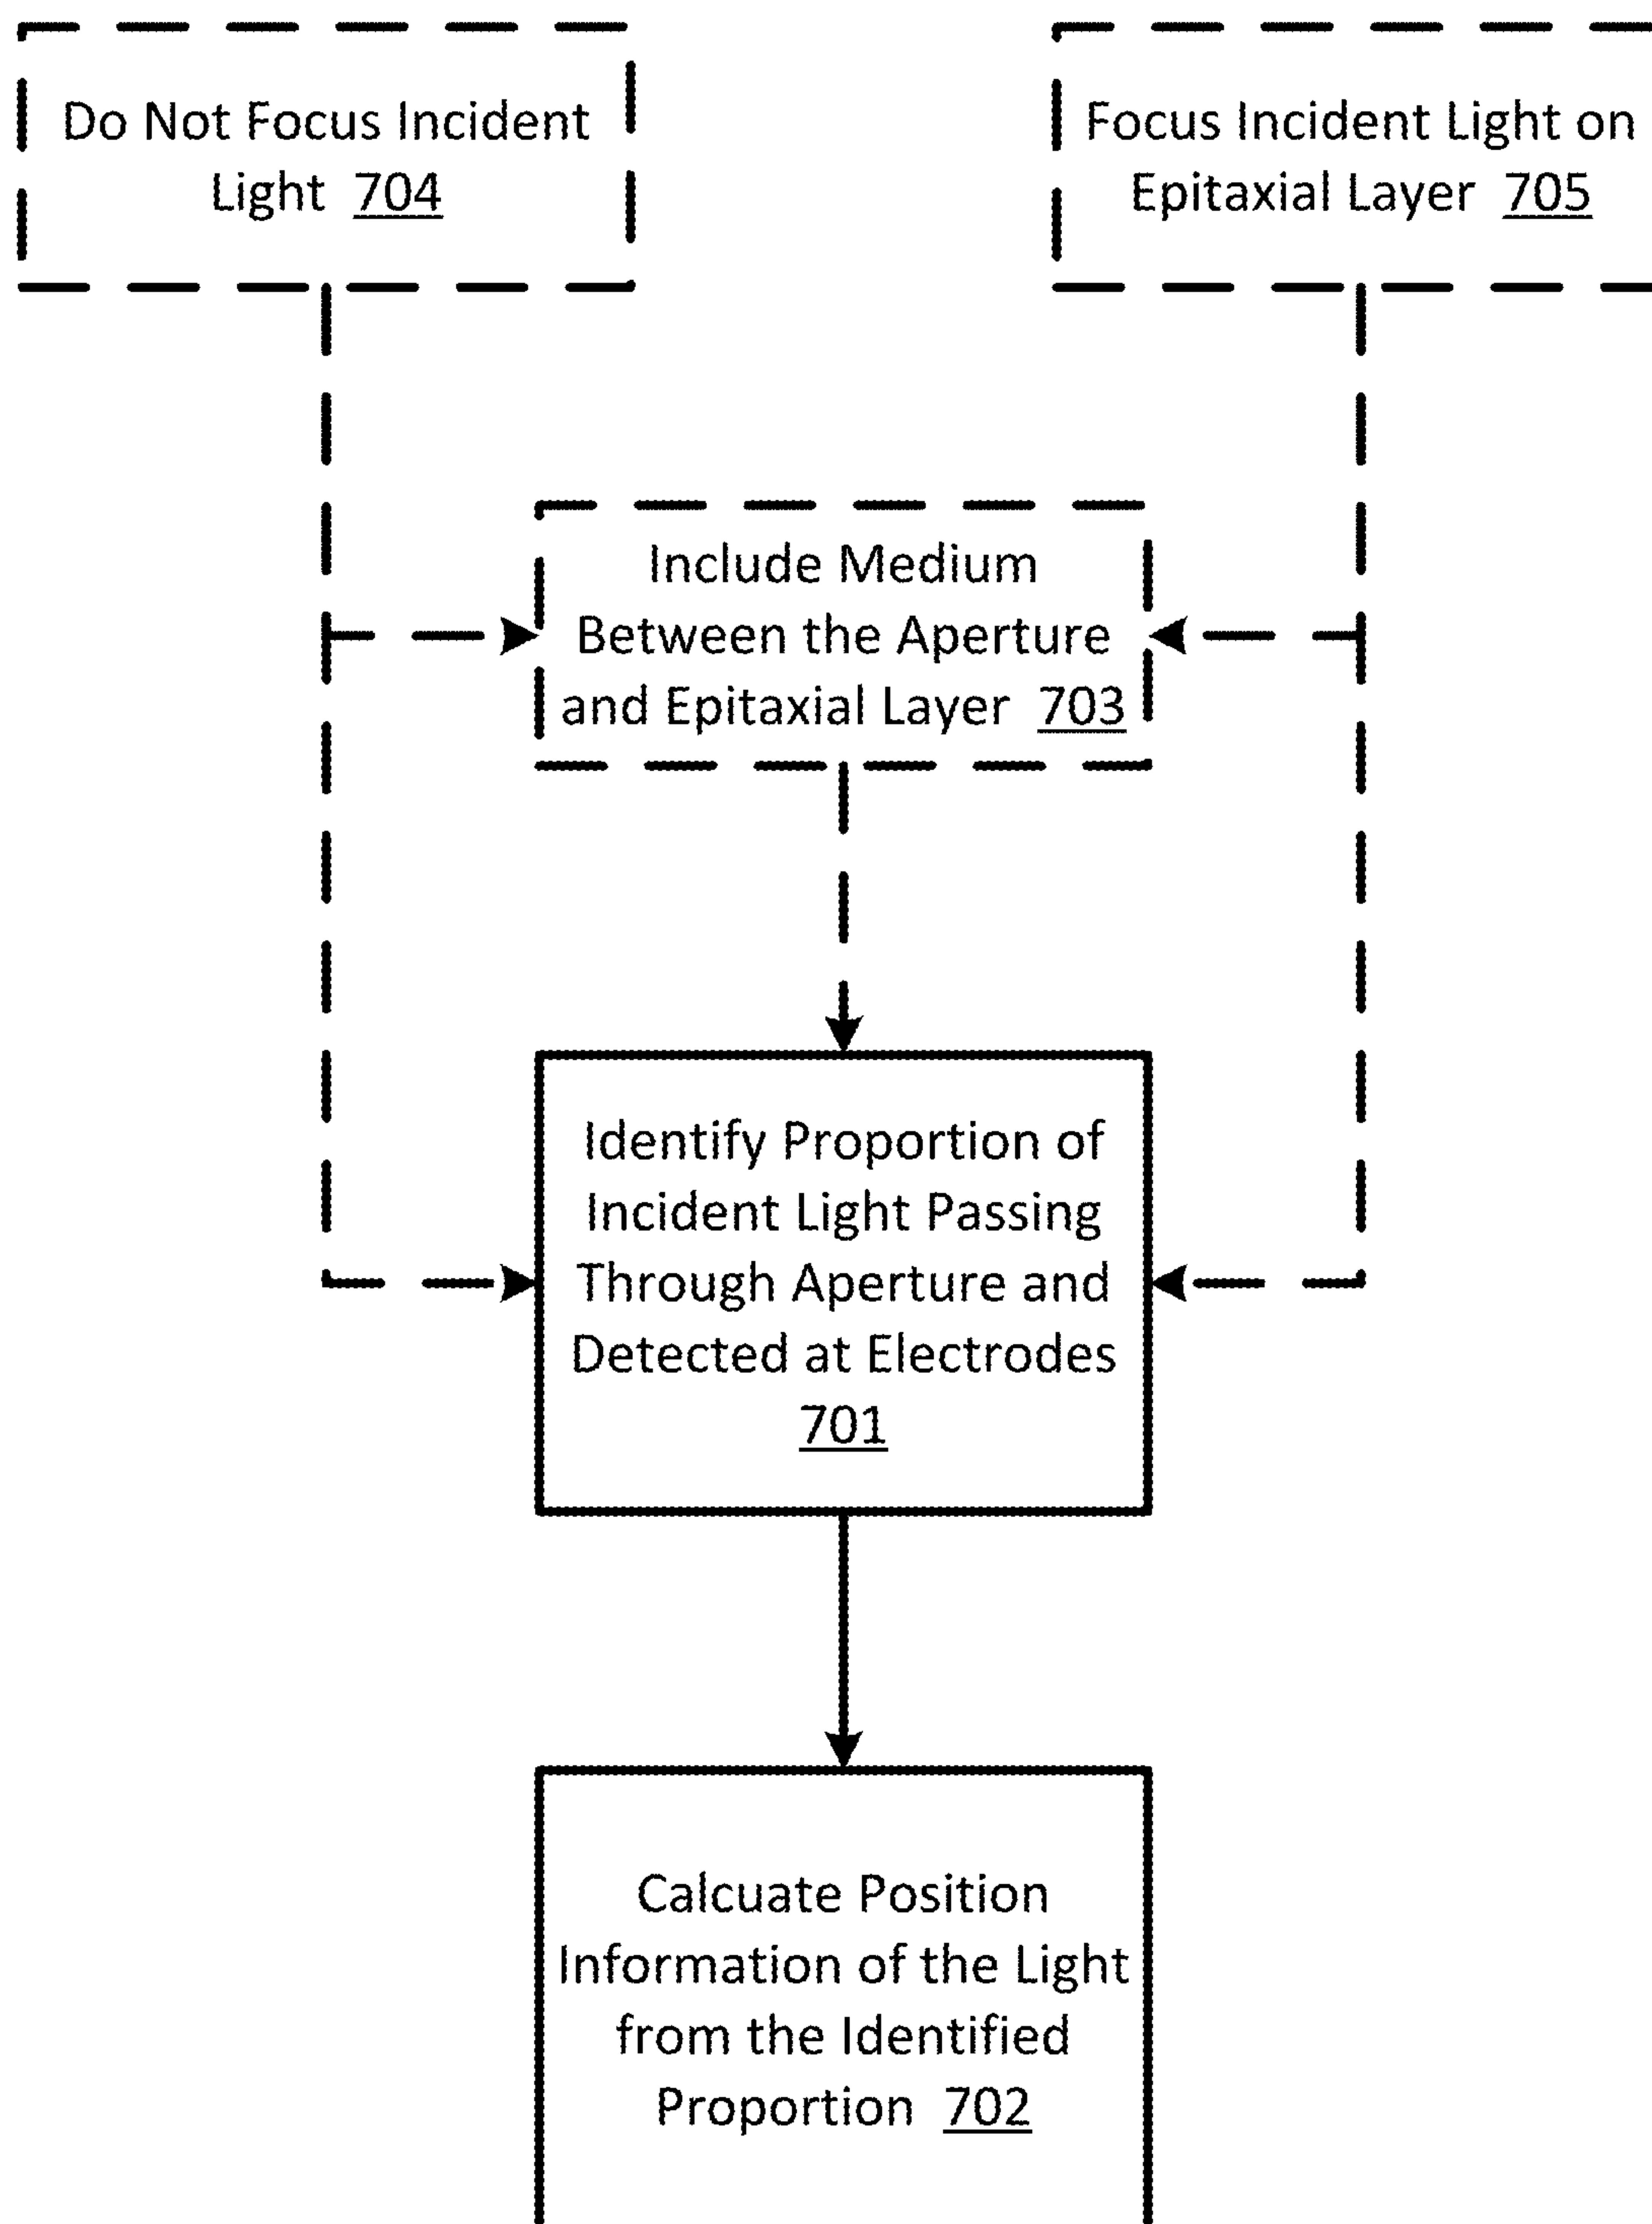 Do Not Focus Incident
Light 704
Focus Incident Light on
Epitaxial Layer 705
Include Medium
Between the Aperture
and Epitaxial Layer 703
Identify Proportion of
Incident Light Passing
Through Aperture and
Detected at Electrodes
701
Calcuate Position
Information of the Light
from the Identified
Proportion 702